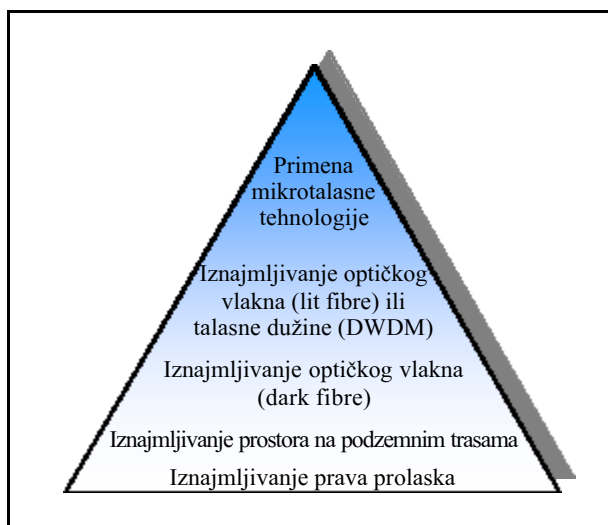 Primena
mikrotalasne
tehnologije
Iznajmljivanje optičkog
vlakna (lit fibre) ili
talasne dužine (DWDM)
Iznajmljivanje optičkog vlakna
(dark fibre)
Iznajmljivanje prostora na podzemnim trasama
Iznajmljivanje prava prolaska